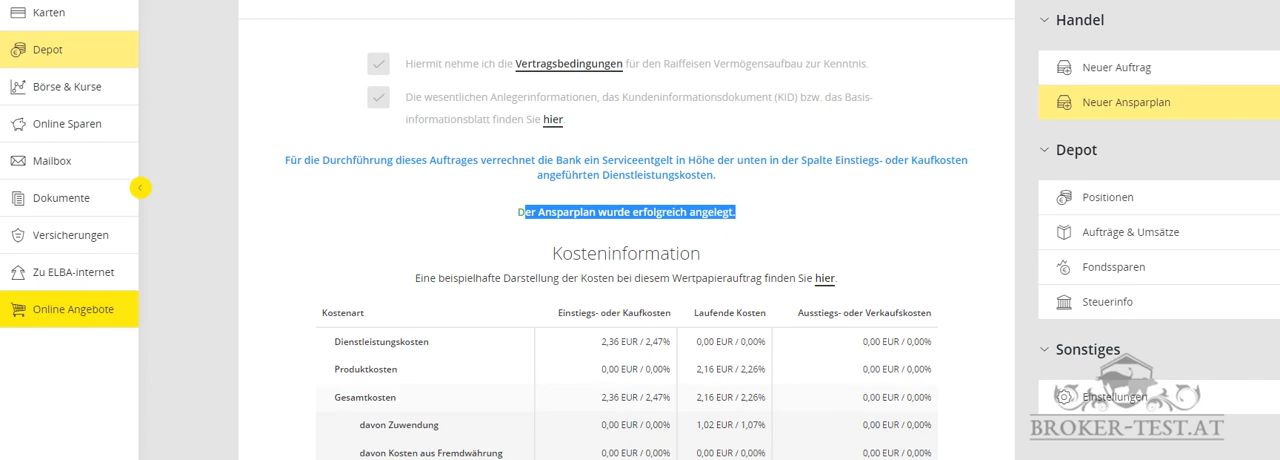 Karten
Depot
Börse & Kurse
Online Sparen
Mailbox
Dokumente
Versicherungen
Zu ELBA-internet
Online Angebote
Hiermit nehme ich die Vertragsbedingungen für den Raiffeisen Vermögensaufbau zur Kenntnis.
Die wesentlichen Anlegerinformationen, das Kundeninformationsdokument (KID) bzw. das Basis-
informationsblatt finden Sie hier.
Für die Durchführung dieses Auftrages verrechnet die Bank ein Serviceentgelt in Höhe der unten in der Spalte Einstiegs- oder Kaufkosten
angeführten Dienstleistungskosten.
Der Ansparplan wurde erfolgreich angelegt.
Kosteninformation
Eine beispielhafte Darstellung der Kosten bei diesem Wertpapierauftrag finden Sie hier.
Kostenart Einstiegs- oder Kaufkosten Laufende Kosten Ausstiegs- oder Verkaufskosten
Dienstleistungskosten 2,36 EUR / 2,47% 0,00 EUR / 0,00% 0,00 EUR / 0,00%
Produktkosten 0,00 EUR / 0,00% 2,16 EUR / 2,26% 0,00 EUR / 0,00%
Gesamtkosten 2,36 EUR / 2,47% 2,16 EUR / 2,26% 0,00 EUR / 0,00%
davon Zuwendung 0,00 EUR / 0,00% 1,02 EUR / 1,07% 0,00 EUR / 0,00%
davon Kosten aus Fremdwährung 0,00 EUR / 0,00% 0,00 EUR / 0,00% 0,00 EUR / 0,00%
Handel
Neuer Auftrag
Neuer Ansparplan
Depot
Positionen
Aufträge & Umsätze
Fondssparen
Steuerinfo
Sonstiges
Einstellungen
BROKER-TEST.AT